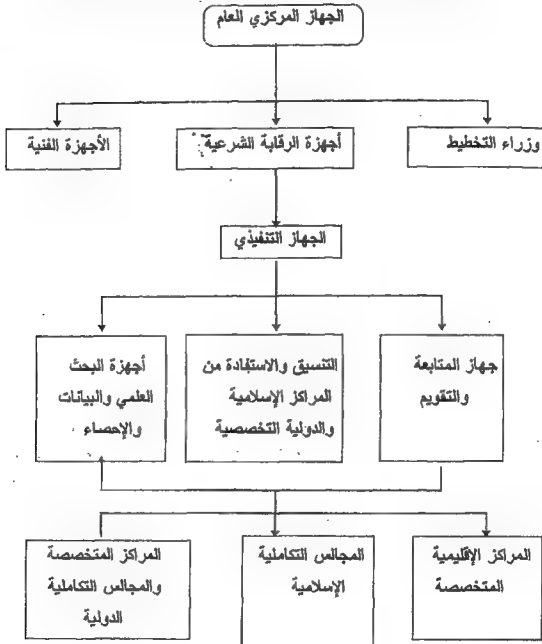 الجهاز المركزي العام
وزراء التخطيط
أجهزة الرقابة الشرعية
الأجهزة الفنية
الجهاز التنفيذي
جهاز المتابعة
والتقويم
التنسيق والاستفادة من
المراكز الإسلامية
والدولية التخصصية
أجهزة البحث
العلمي والبيانات
والإحصاء
المراكز الإقليمية
المتخصصة
المجالس التكاملية
الإسلامية
المراكز المتخصصة
والمجالس التكاملية
الدولية